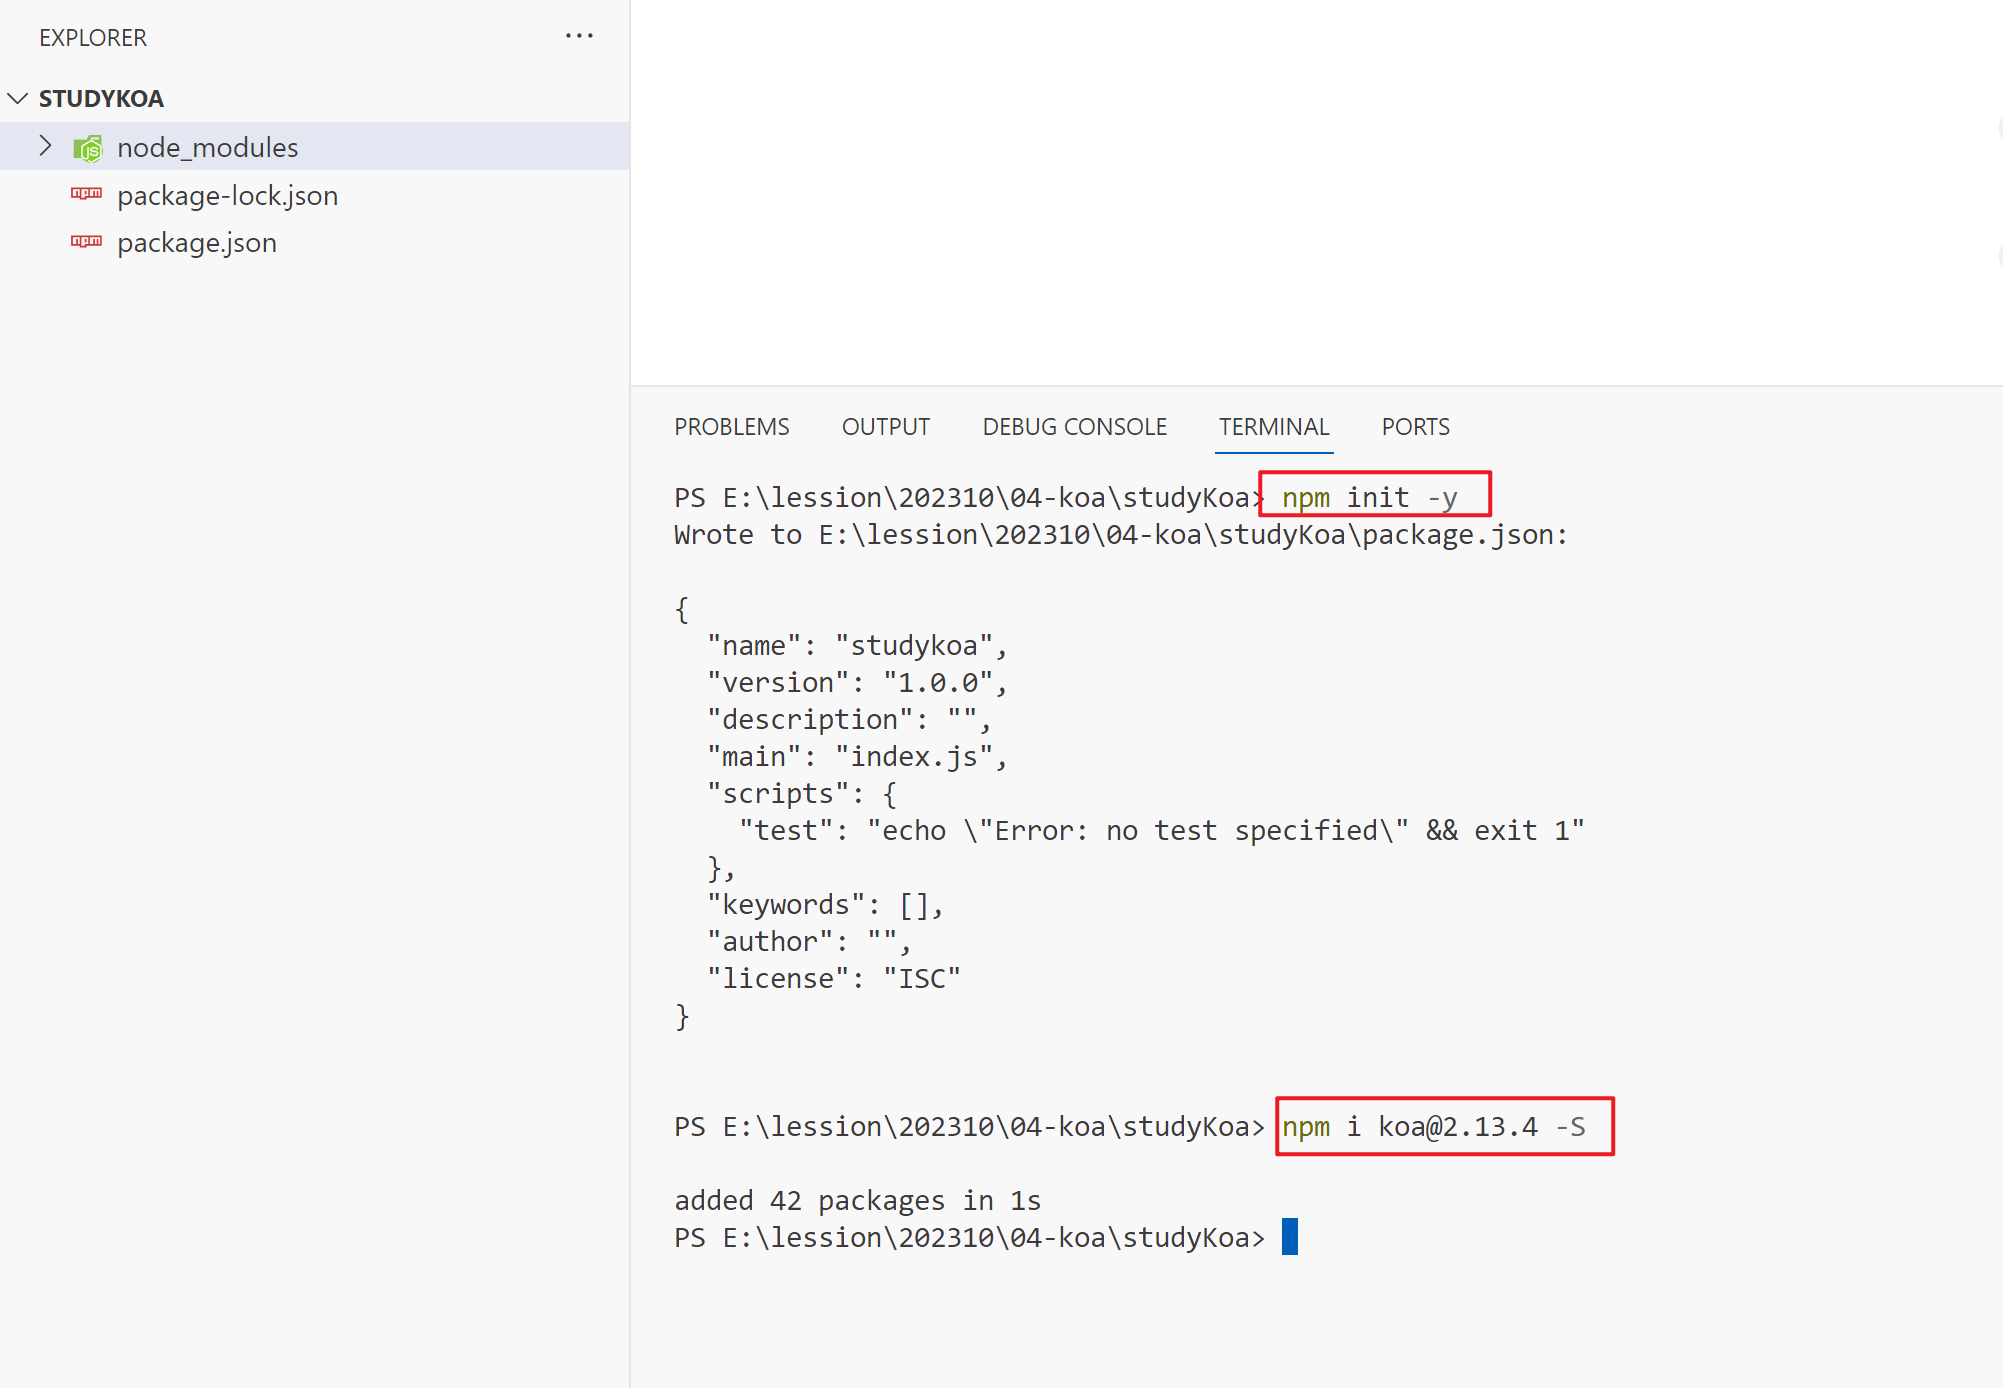 EXPLORER
STUDYKOA
node_modules
package-lock.json
package.json
PROBLEMS OUTPUT DEBUG CONSOLE TERMINAL PORTS
PS E:\lession\202310\04-koa\studyKoa> npm init -y
Wrote to E:\lession\202310\04-koa\studyKoa\package.json:
{
  "name": "studykoa",
  "version": "1.0.0",
  "description": "",
  "main": "index.js",
  "scripts": {
    "test": "echo \"Error: no test specified\" && exit 1"
  },
  "keywords": [],
  "author": "",
  "license": "ISC"
}
PS E:\lession\202310\04-koa\studyKoa> npm i koa@2.13.4 -S
added 42 packages in 1s
PS E:\lession\202310\04-koa\studyKoa>